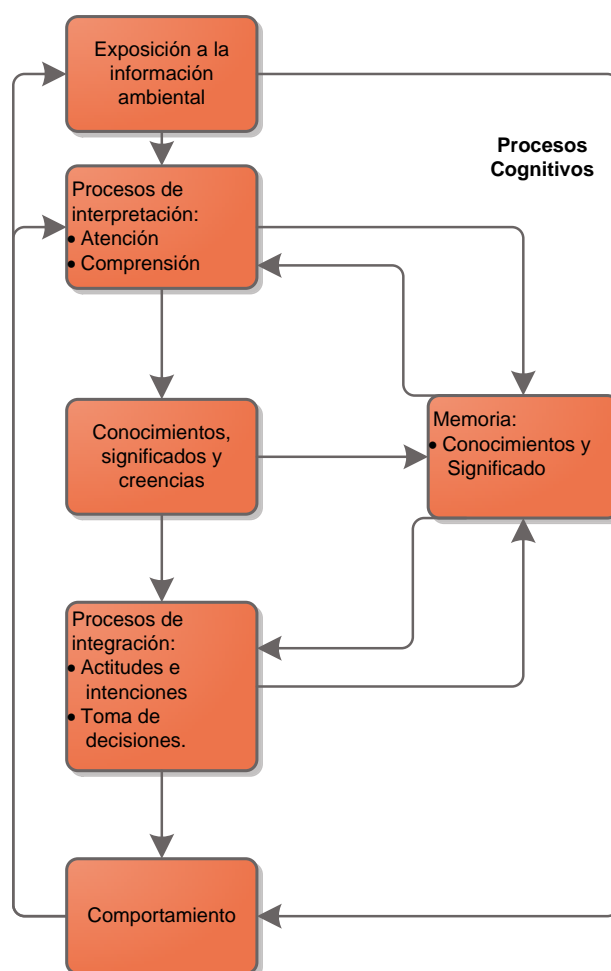 Exposición a la
información
ambiental
Procesos
Cognitivos
Procesos de
interpretación:
• Atención
• Comprensión
Conocimientos,
significados y
creencias
Memoria:
• Conocimientos y
Significado
Procesos de
integración:
• Actitudes e
intenciones
• Toma de
decisiones.
Comportamiento